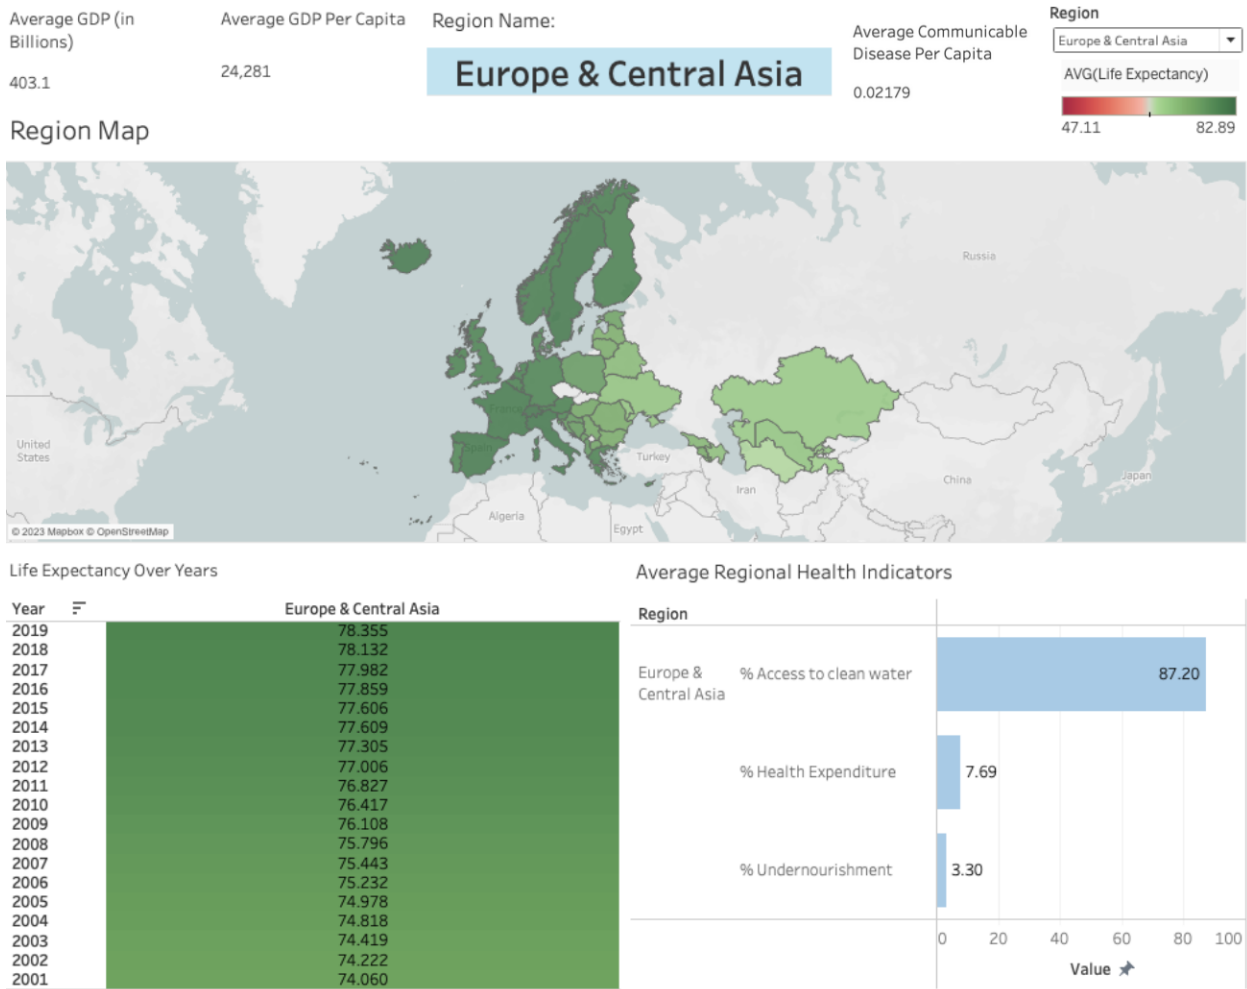 Average GDP (in
Billions)
403.1
Average GDP Per Capita
24,281
Region Name:
Europe & Central Asia
Average Communicable
Disease Per Capita
0.02179
Region
Europe & Central Asia
AVG(Life Expectancy)
47.11 82.89
Region Map
Russia
France
Spain
United
States
Turkey
Iran
China
Japan
Algeria
Egypt
© 2023 Mapbox © OpenStreetMap
Life Expectancy Over Years
Year Europe & Central Asia
2019 78.355
2018 78.132
2017 77.982
2016 77.859
2015 77.606
2014 77.609
2013 77.305
2012 77.006
2011 76.827
2010 76.417
2009 76.108
2008 75.796
2007 75.443
2006 75.232
2005 74.978
2004 74.818
2003 74.419
2002 74.222
2001 74.060
Average Regional Health Indicators
Region
Europe &
Central Asia
% Access to clean water 87.20
% Health Expenditure 7.69
% Undernourishment 3.30
0 20 40 60 80 100
Value